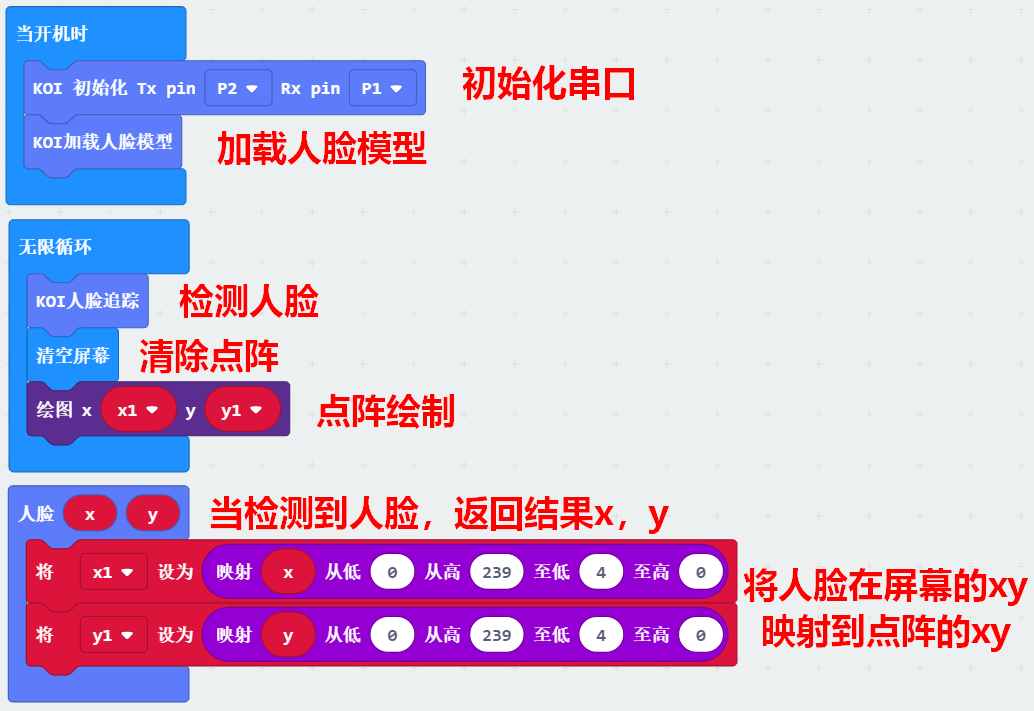 当开机时
KOI 初始化 Tx pin P2 Rx pin P1 初始化串口
KOI加载人脸模型 加载人脸模型
无限循环
KOI人脸追踪 检测人脸
清空屏幕 清除点阵
绘图 x x1 y y1 点阵绘制
人脸 x y 当检测到人脸，返回结果x，y
将 x1 设为 映射 x 从低 0 从高 239 至低 4 至高 0
将人脸在屏幕的xy
将 y1 设为 映射 y 从低 0 从高 239 至低 4 至高 0
映射到点阵的xy